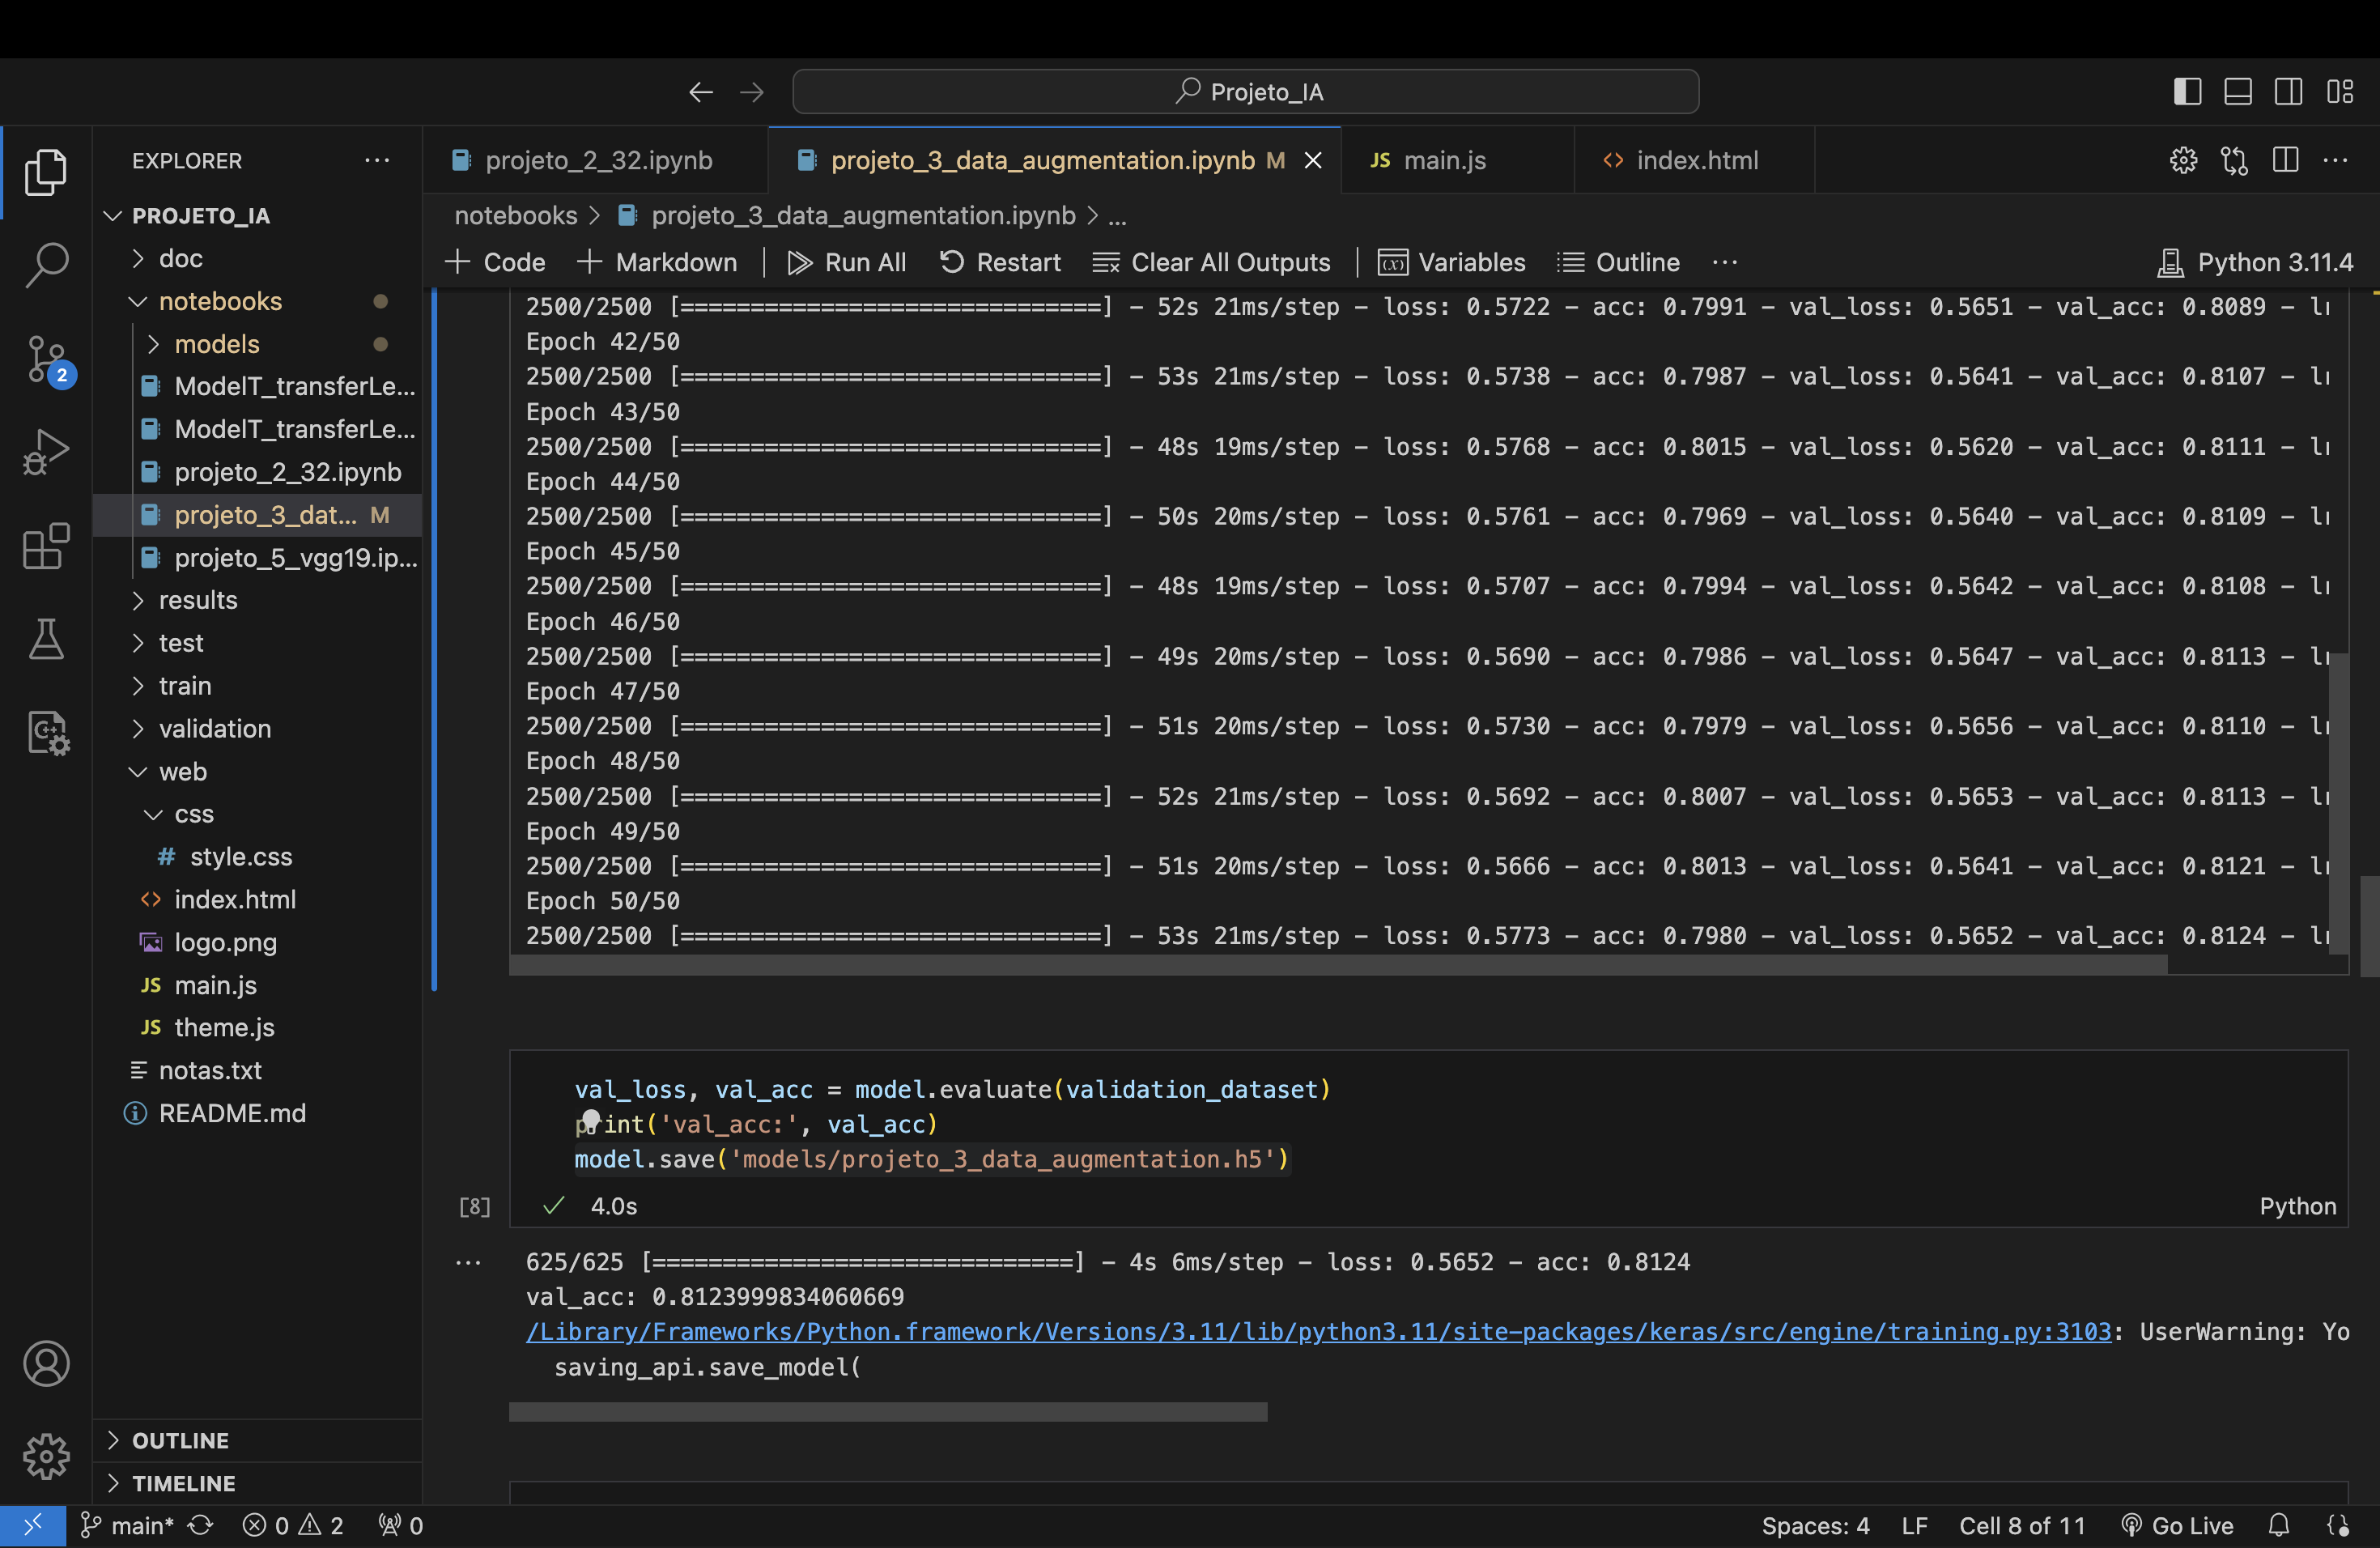 Projeto_IA
EXPLORER
PROJETO_IA
doc
notebooks
models
ModelT_transferLe...
ModelT_transferLe...
projeto_2_32.ipynb
projeto_3_dat... M
projeto_5_vgg19.ip...
results
test
train
validation
web
css
# style.css
<> index.html
logo.png
JS main.js
JS theme.js
notas.txt
README.md
OUTLINE
TIMELINE
2
projeto_2_32.ipynb
projeto_3_data_augmentation.ipynb M
JS main.js
<> index.html
notebooks > projeto_3_data_augmentation.ipynb > ...
+ Code + Markdown | Run All Restart Clear All Outputs | Variables Outline ... Python 3.11.4
2500/2500 [==============================] - 52s 21ms/step - loss: 0.5722 - acc: 0.7991 - val_loss: 0.5651 - val_acc: 0.8089 - lr
Epoch 42/50
2500/2500 [==============================] - 53s 21ms/step - loss: 0.5738 - acc: 0.7987 - val_loss: 0.5641 - val_acc: 0.8107 - lr
Epoch 43/50
2500/2500 [==============================] - 48s 19ms/step - loss: 0.5768 - acc: 0.8015 - val_loss: 0.5620 - val_acc: 0.8111 - lr
Epoch 44/50
2500/2500 [==============================] - 50s 20ms/step - loss: 0.5761 - acc: 0.7969 - val_loss: 0.5640 - val_acc: 0.8109 - lr
Epoch 45/50
2500/2500 [==============================] - 48s 19ms/step - loss: 0.5707 - acc: 0.7994 - val_loss: 0.5642 - val_acc: 0.8108 - lr
Epoch 46/50
2500/2500 [==============================] - 49s 20ms/step - loss: 0.5690 - acc: 0.7986 - val_loss: 0.5647 - val_acc: 0.8113 - lr
Epoch 47/50
2500/2500 [==============================] - 51s 20ms/step - loss: 0.5730 - acc: 0.7979 - val_loss: 0.5656 - val_acc: 0.8110 - lr
Epoch 48/50
2500/2500 [==============================] - 52s 21ms/step - loss: 0.5692 - acc: 0.8007 - val_loss: 0.5653 - val_acc: 0.8113 - lr
Epoch 49/50
2500/2500 [==============================] - 51s 20ms/step - loss: 0.5666 - acc: 0.8013 - val_loss: 0.5641 - val_acc: 0.8121 - lr
Epoch 50/50
2500/2500 [==============================] - 53s 21ms/step - loss: 0.5773 - acc: 0.7980 - val_loss: 0.5652 - val_acc: 0.8124 - lr
val_loss, val_acc = model.evaluate(validation_dataset)
print('val_acc:', val_acc)
model.save('models/projeto_3_data_augmentation.h5')
[8] ✓ 4.0s Python
625/625 [==============================] - 4s 6ms/step - loss: 0.5652 - acc: 0.8124
val_acc: 0.8123999834060669
/Library/Frameworks/Python.framework/Versions/3.11/lib/python3.11/site-packages/keras/src/engine/training.py:3103: UserWarning: Yo
saving_api.save_model(
main* 0 2 0 Spaces: 4 LF Cell 8 of 11 Go Live